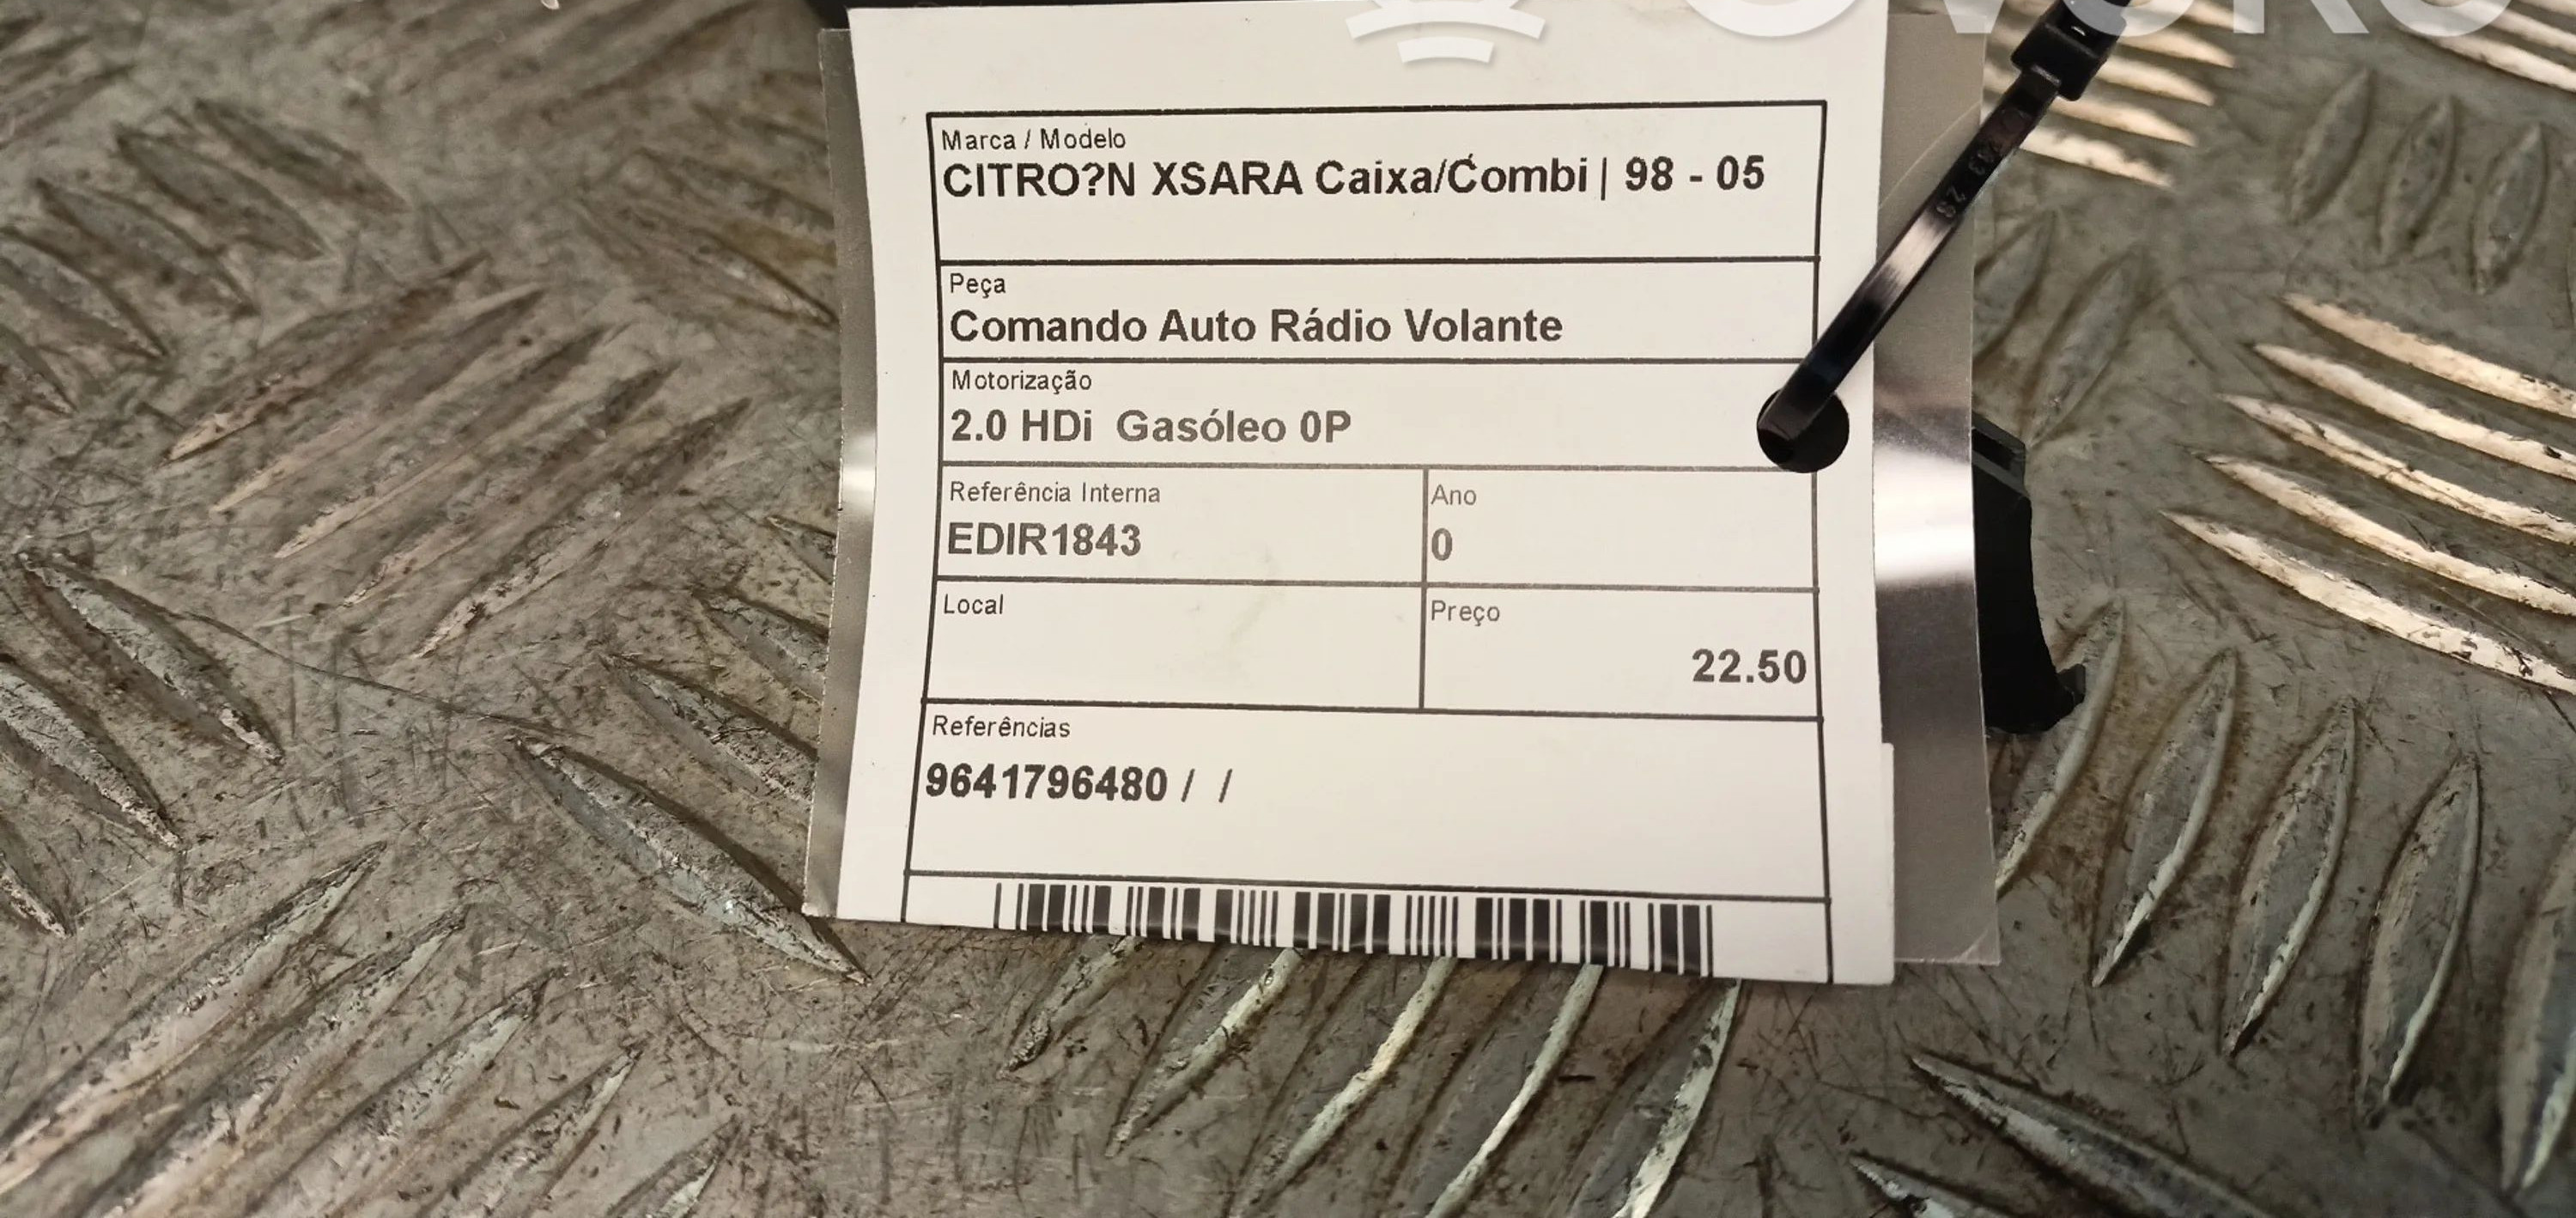 Marca / Modelo
CITRO?N XSARA Caixa/Combi | 98 - 05
Peça
Comando Auto Rádio Volante
Motorização
2.0 HDi Gasóleo 0P
Referência Interna
EDIR1843
Ano
0
Local
Preço
22.50
Referências
9641796480 / /